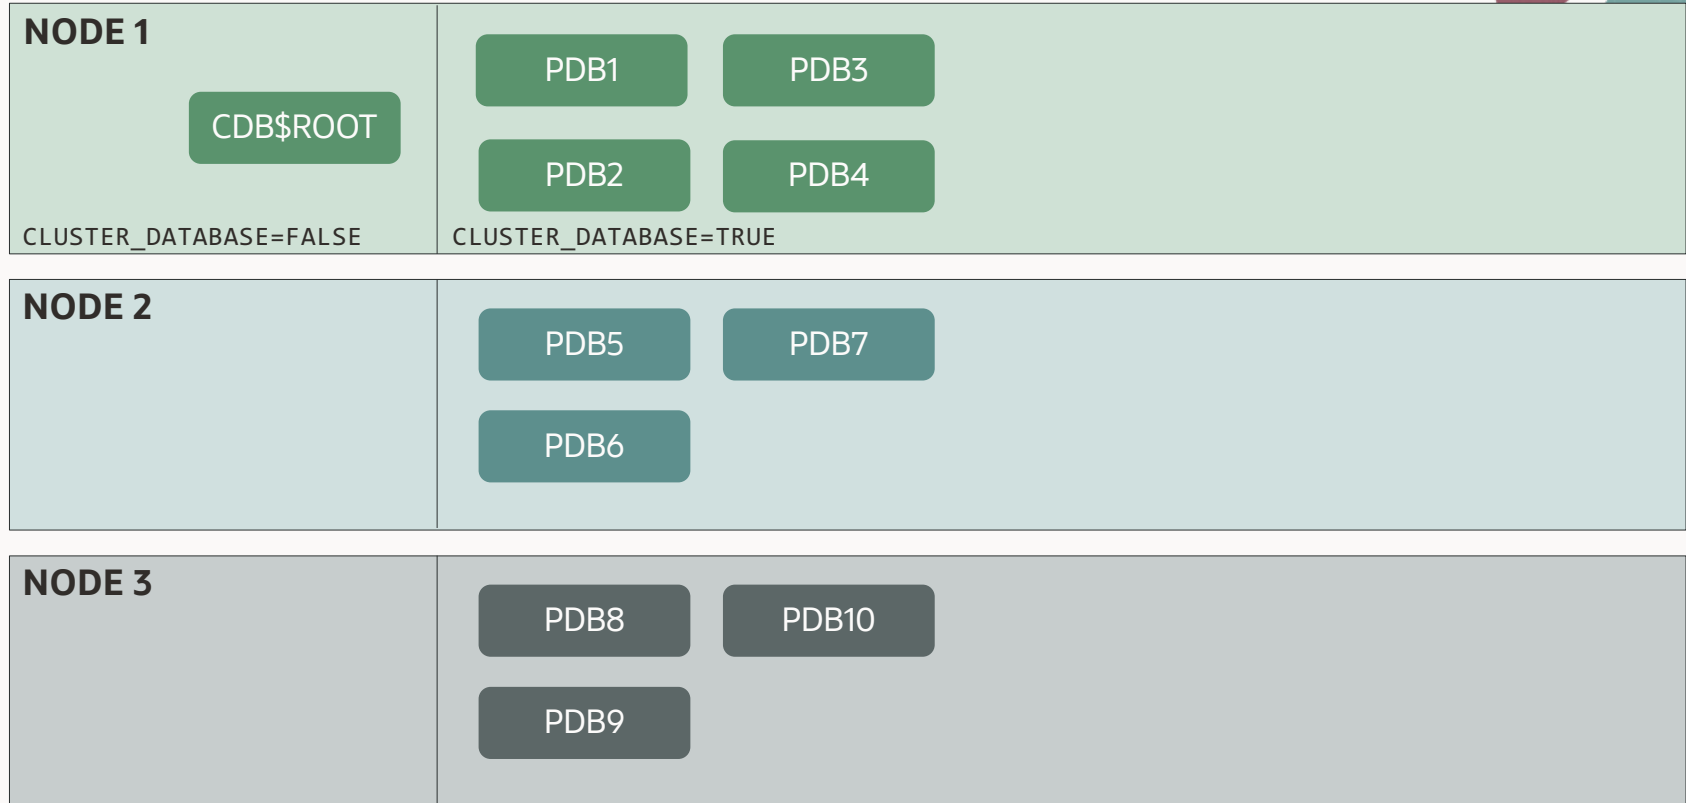 NODE 1
CDB$ROOT
CLUSTER_DATABASE=FALSE
PDB1
PDB3
PDB2
PDB4
CLUSTER_DATABASE=TRUE
NODE 2
PDB5
PDB7
PDB6
NODE 3
PDB8
PDB10
PDB9